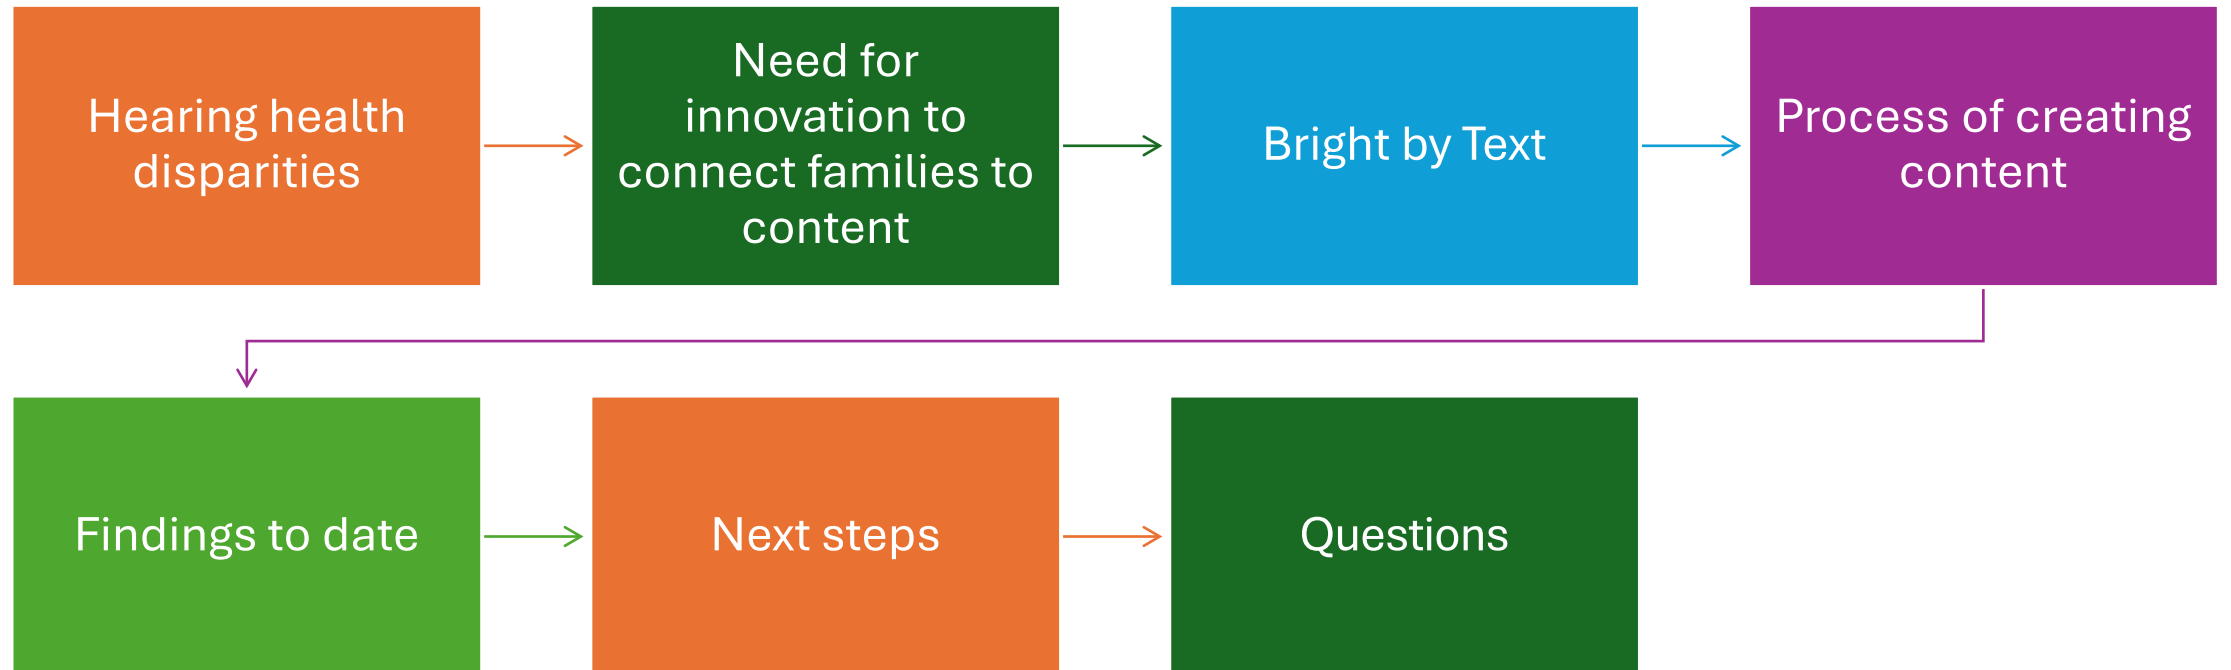 Hearing health
disparities
Need for
innovation to
connect families to
content
Bright by Text
Process of creating
content
Findings to date
Next steps
Questions